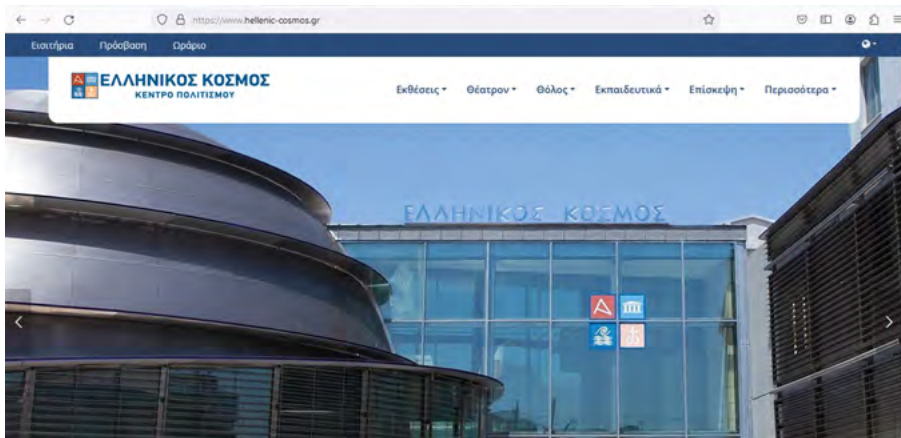 https://www.hellenic-cosmos.gr
Εισιτήρια Πρόσβαση Ωράριο
ΕΛΛΗΝΙΚΟΣ ΚΟΣΜΟΣ
ΚΕΝΤΡΟ ΠΟΛΙΤΙΣΜΟΥ
Εκθέσεις Θέατρον Θόλος Εκπαιδευτικά Επίσκεψη Περισσότερα
ΕΛΛΗΝΙΚΟΣ ΚΟΣΜΟΣ